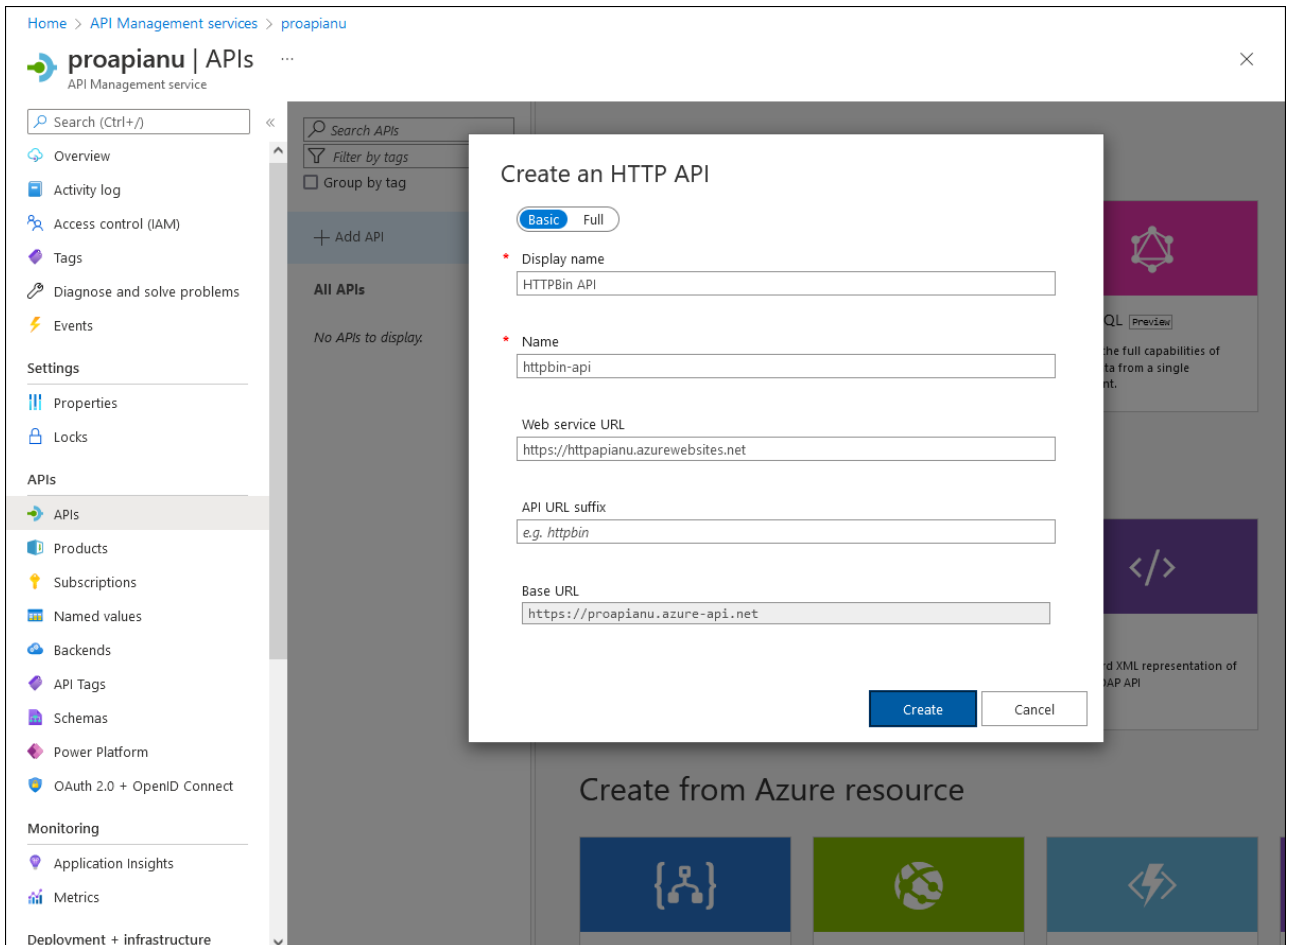 Home > API Management services > proapianu
proapianu | APIs ...
API Management service
Search (Ctrl+/)
«
Overview
Activity log
Access control (IAM)
Tags
Diagnose and solve problems
Events
Settings
Properties
Locks
APIs
APIs
Products
Subscriptions
Named values
Backends
API Tags
Schemas
Power Platform
OAuth 2.0 + OpenID Connect
Monitoring
Application Insights
Metrics
Deployment + infrastructure
Search APIs
Filter by tags
Group by tag
+ Add API
All APIs
No APIs to display.
Create an HTTP API
Basic Full
* Display name
HTTPBin API
* Name
httpbin-api
Web service URL
https://httpapianu.azurewebsites.net
API URL suffix
e.g. httpbin
Base URL
https://proapianu.azure-api.net
Create Cancel
QL Preview
he full capabilities of
ta from a single
nt.
</>
d XML representation of
AP API
Create from Azure resource